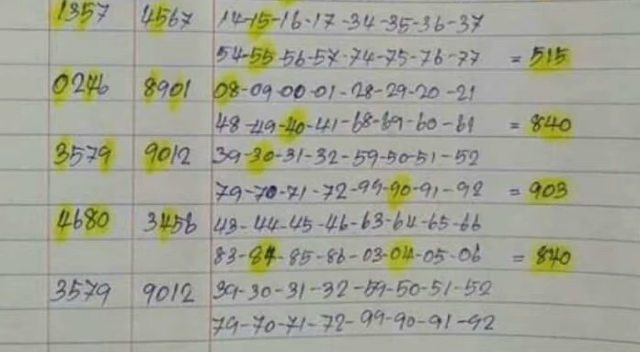 1357 4567 14-15-16-17-34-35-36-37
54-55-56-57-74-75-76-77 = 515
0246 8901 08-09-00-01-28-29-20-21
48-49-40-41-68-69-60-61 = 840
3579 9012 39-30-31-32-59-50-51-52
79-70-71-72-99-90-91-92 = 903
4680 3456 43-44-45-46-63-64-65-66
83-84-85-86-03-04-05-06 = 840
3579 9012 39-30-31-32-59-50-51-52
79-70-71-72-99-90-91-92